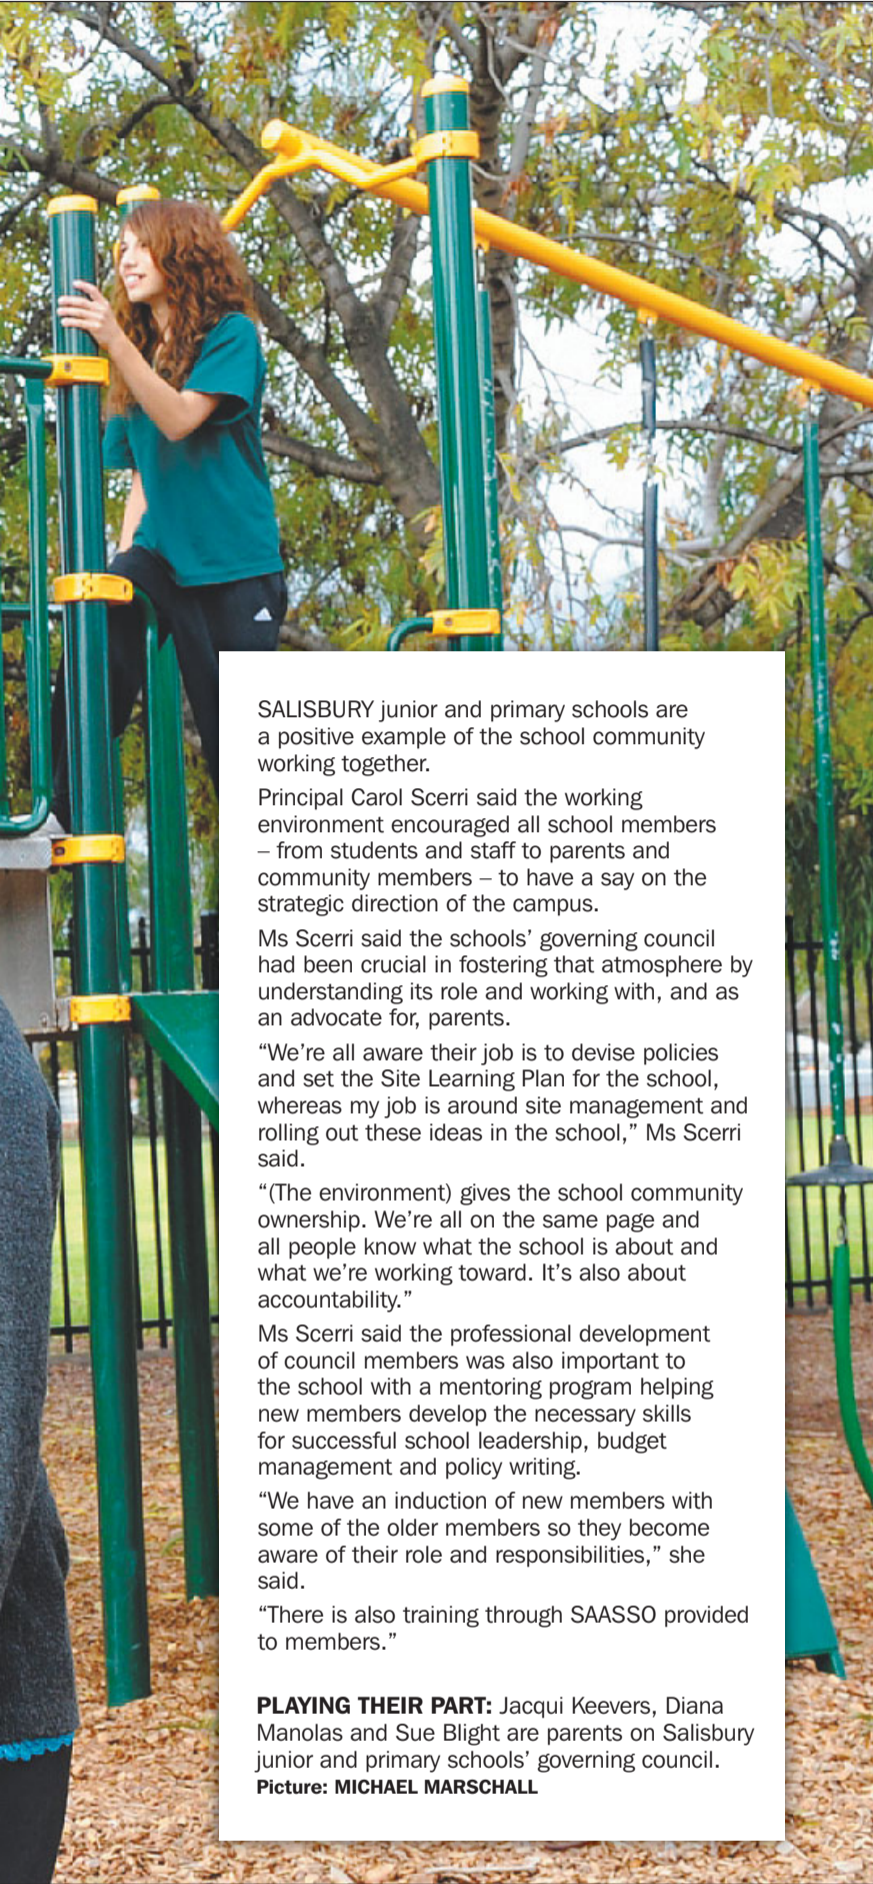 SALISBURY junior and primary schools are
a positive example of the school community
working together.
Principal Carol Scerri said the working
environment encouraged all school members
– from students and staff to parents and
community members – to have a say on the
strategic direction of the campus.
Ms Scerri said the schools’ governing council
had been crucial in fostering that atmosphere by
understanding its role and working with, and as
an advocate for, parents.
“We’re all aware their job is to devise policies
and set the Site Learning Plan for the school,
whereas my job is around site management and
rolling out these ideas in the school,” Ms Scerri
said.
“(The environment) gives the school community
ownership. We’re all on the same page and
all people know what the school is about and
what we’re working toward. It’s also about
accountability.”
Ms Scerri said the professional development
of council members was also important to
the school with a mentoring program helping
new members develop the necessary skills
for successful school leadership, budget
management and policy writing.
“We have an induction of new members with
some of the older members so they become
aware of their role and responsibilities,” she
said.
“There is also training through SAASSO provided
to members.”
PLAYING THEIR PART: Jacqui Keevers, Diana
Manolas and Sue Blight are parents on Salisbury
junior and primary schools’ governing council.
Picture: MICHAEL MARSCHALL